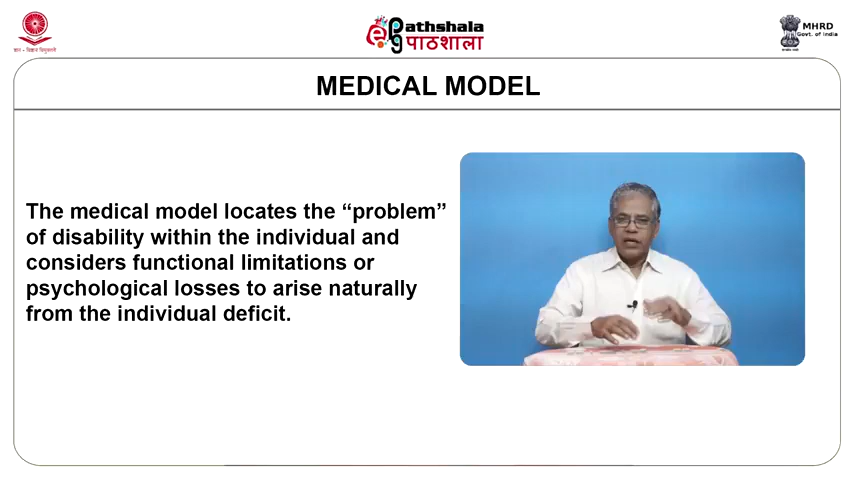 ePathshala
पाठशाला
MHRD
Govt. of India
MEDICAL MODEL
The medical model locates the “problem”
of disability within the individual and
considers functional limitations or
psychological losses to arise naturally
from the individual deficit.